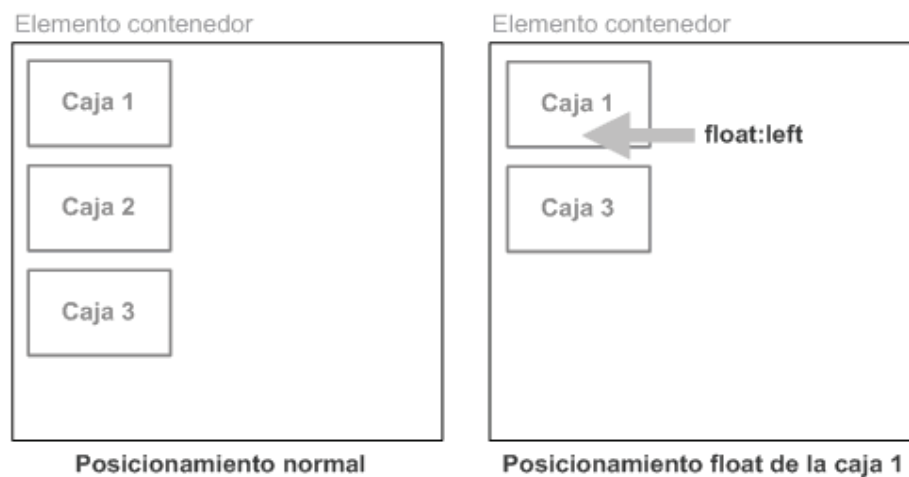 Elemento contenedor
Caja 1
Caja 2
Caja 3
Posicionamiento normal
Elemento contenedor
Caja 1
float:left
Caja 3
Posicionamiento float de la caja 1